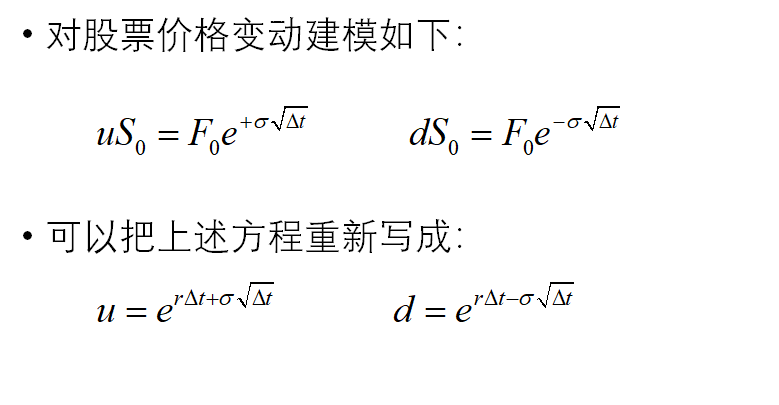 • 对股票价格变动建模如下：
uS₀ = F₀e^{+σ√Δt} dS₀ = F₀e^{−σ√Δt}
• 可以把上述方程重新写成：
u = e^{rΔt+σ√Δt} d = e^{rΔt−σ√Δt}